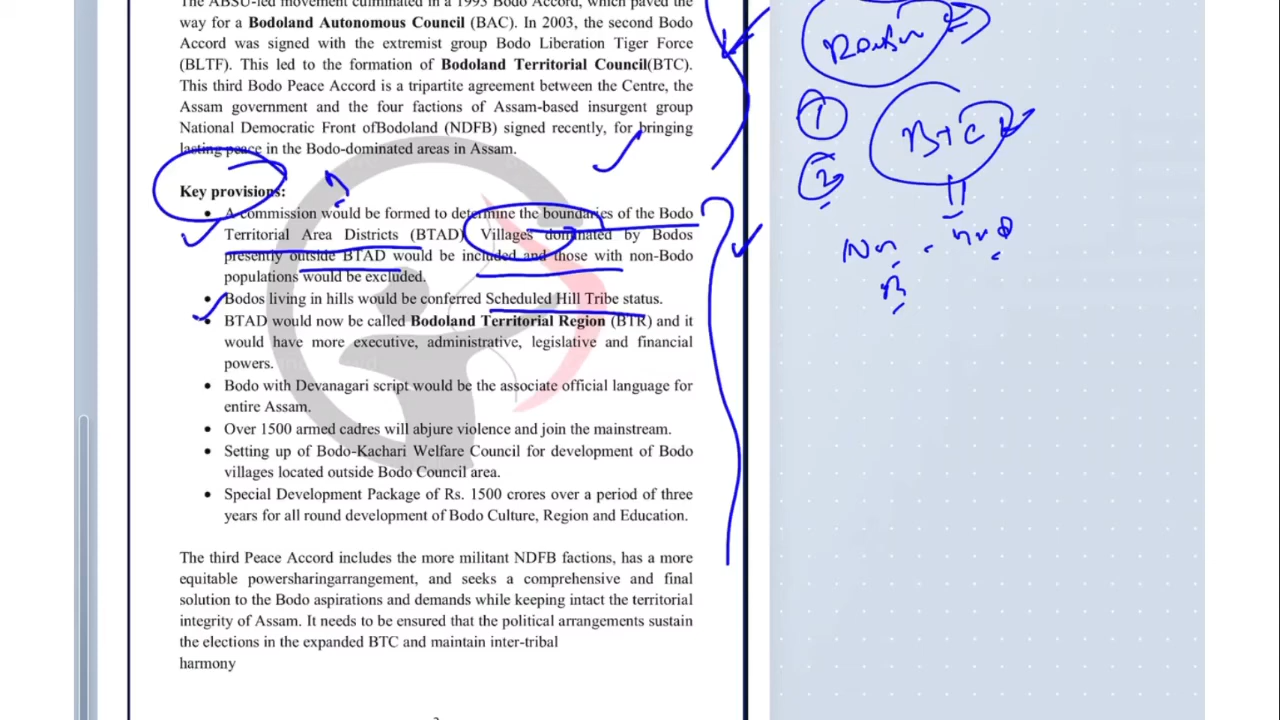 The ABSU-led movement culminated in a 1993 Bodo Accord, which paved the
way for a Bodoland Autonomous Council (BAC). In 2003, the second Bodo
Accord was signed with the extremist group Bodo Liberation Tiger Force
(BLTF). This led to the formation of Bodoland Territorial Council(BTC).
This third Bodo Peace Accord is a tripartite agreement between the Centre, the
Assam government and the four factions of Assam-based insurgent group
National Democratic Front ofBodoland (NDFB) signed recently, for bringing
lasting peace in the Bodo-dominated areas in Assam.
Key provisions:
• A commission would be formed to determine the boundaries of the Bodo
Territorial Area Districts (BTAD). Villages dominated by Bodos
presently outside BTAD would be included and those with non-Bodo
populations would be excluded.
• Bodos living in hills would be conferred Scheduled Hill Tribe status.
• BTAD would now be called Bodoland Territorial Region (BTR) and it
would have more executive, administrative, legislative and financial
powers.
• Bodo with Devanagari script would be the associate official language for
entire Assam.
• Over 1500 armed cadres will abjure violence and join the mainstream.
• Setting up of Bodo-Kachari Welfare Council for development of Bodo
villages located outside Bodo Council area.
• Special Development Package of Rs. 1500 crores over a period of three
years for all round development of Bodo Culture, Region and Education.
The third Peace Accord includes the more militant NDFB factions, has a more
equitable powersharingarrangement, and seeks a comprehensive and final
solution to the Bodo aspirations and demands while keeping intact the territorial
integrity of Assam. It needs to be ensured that the political arrangements sustain
the elections in the expanded BTC and maintain inter-tribal
harmony
1
BTC
2